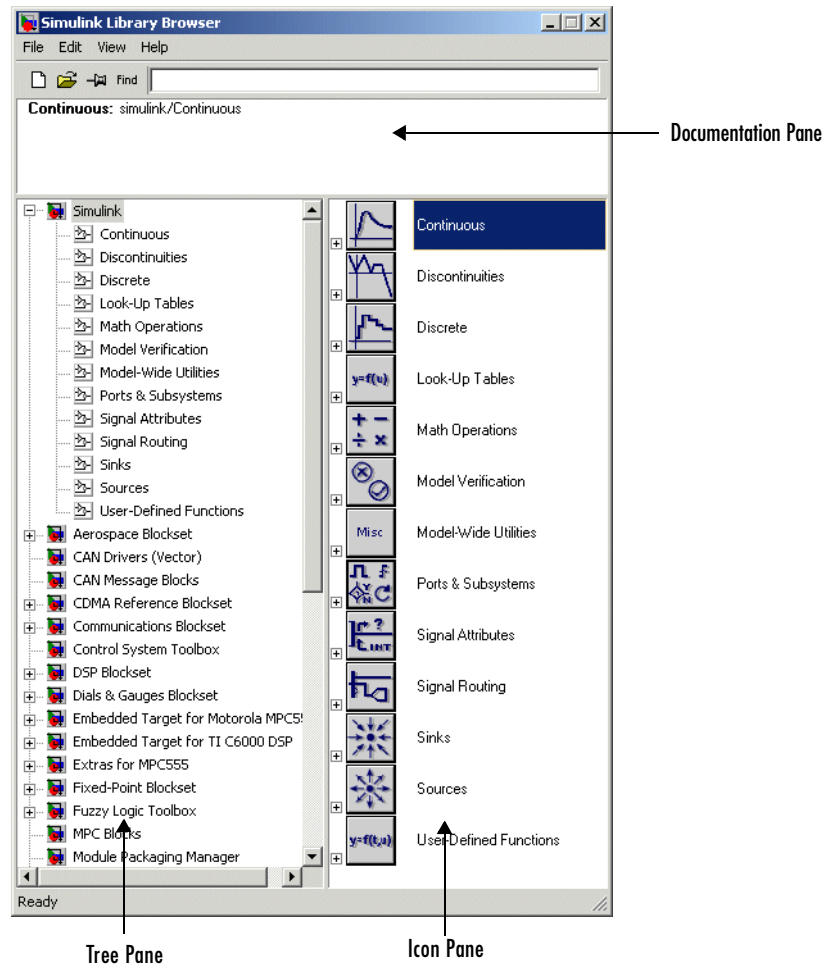 Simulink Library Browser
File Edit View Help
Find
Continuous: simulink/Continuous
Documentation Pane
Simulink
Continuous
Discontinuities
Discrete
Look-Up Tables
Math Operations
Model Verification
Model-Wide Utilities
Ports & Subsystems
Signal Attributes
Signal Routing
Sinks
Sources
User-Defined Functions
Aerospace Blockset
CAN Drivers (Vector)
CAN Message Blocks
CDMA Reference Blockset
Communications Blockset
Control System Toolbox
DSP Blockset
Dials & Gauges Blockset
Embedded Target for Motorola MPC5
Embedded Target for TI C6000 DSP
Extras for MPC555
Fixed-Point Blockset
Fuzzy Logic Toolbox
MPC Blocks
Module Packaging Manager
Continuous
Discontinuities
Discrete
y=f(u) Look-Up Tables
+ − ÷ × Math Operations
Model Verification
Misc Model-Wide Utilities
Y N Ports & Subsystems
? INT Signal Attributes
Signal Routing
Sinks
Sources
y=f(t,u) User-Defined Functions
Ready
Tree Pane
Icon Pane